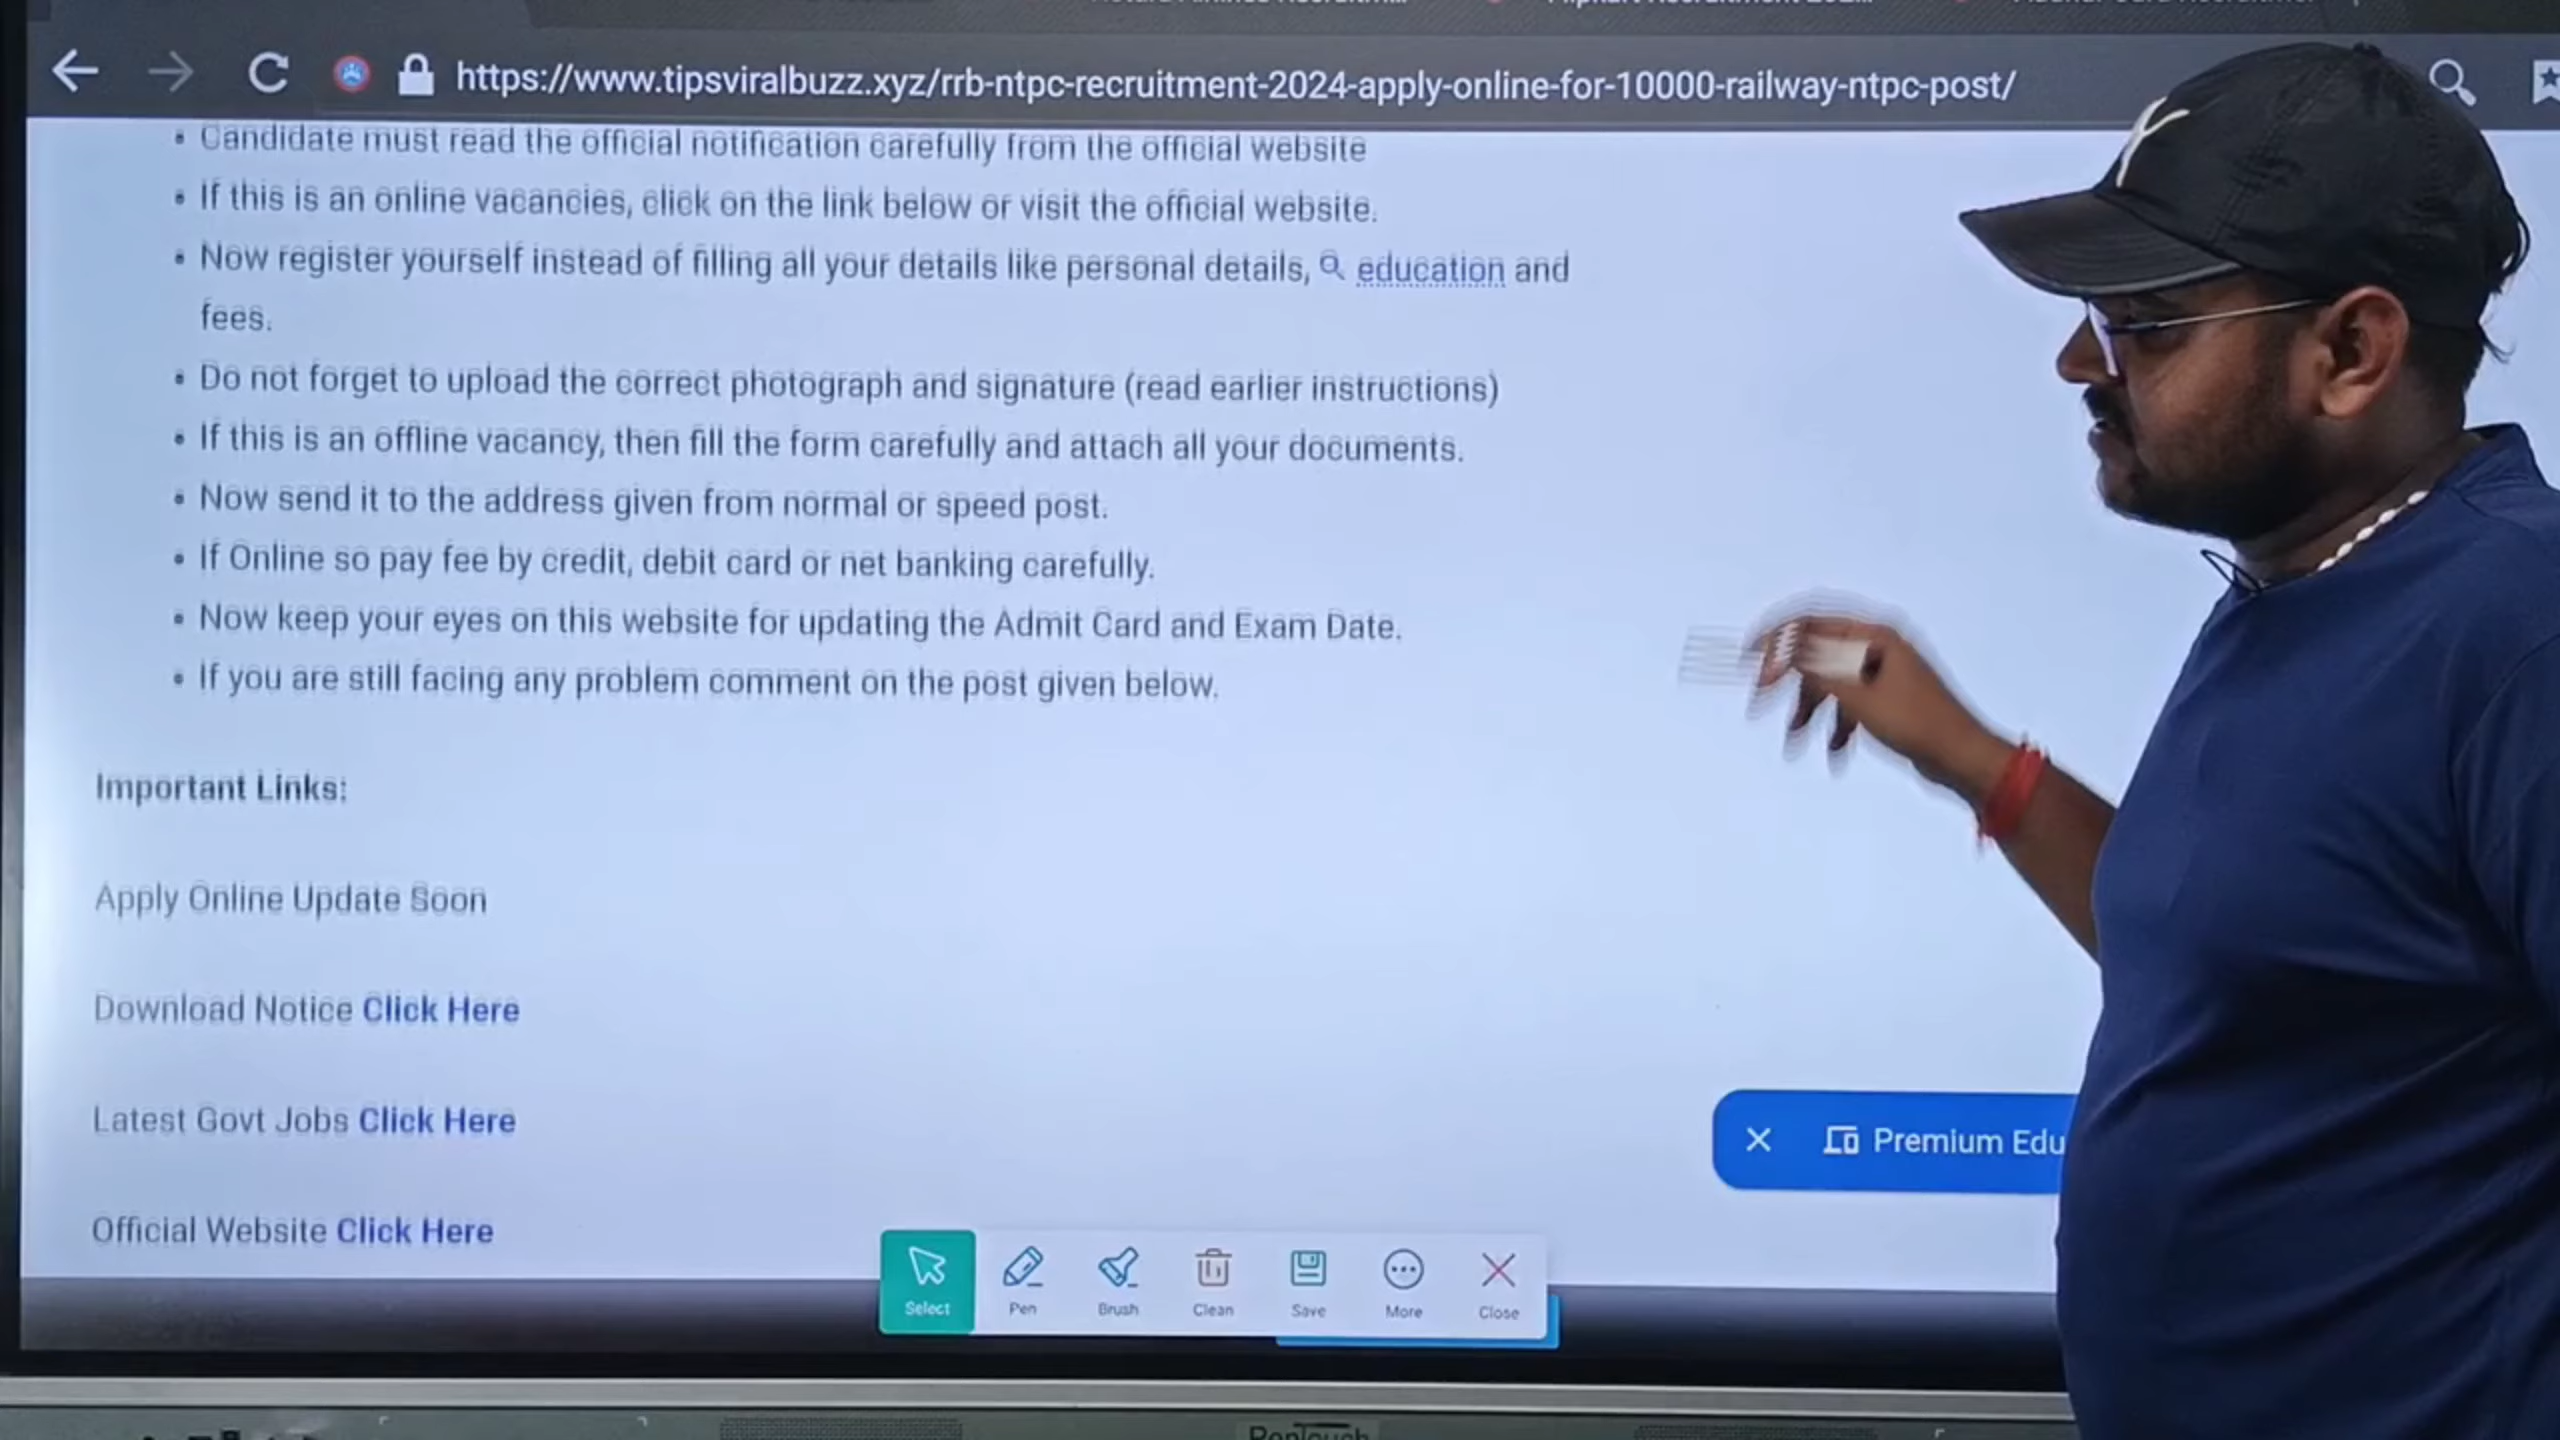 https://www.tipsviralbuzz.xyz/rrb-ntpc-recruitment-2024-apply-online-for-10000-railway-ntpc-post/
• Candidate must read the official notification carefully from the official website
• If this is an online vacancies, click on the link below or visit the official website.
• Now register yourself instead of filling all your details like personal details, education and
fees.
• Do not forget to upload the correct photograph and signature (read earlier instructions)
• If this is an offline vacancy, then fill the form carefully and attach all your documents.
• Now send it to the address given from normal or speed post.
• If Online so pay fee by credit, debit card or net banking carefully.
• Now keep your eyes on this website for updating the Admit Card and Exam Date.
• If you are still facing any problem comment on the post given below.
Important Links:
Apply Online Update Soon
Download Notice Click Here
Latest Govt Jobs Click Here
Premium Edu
Official Website Click Here
Select Pen Brush Clean Save More Close